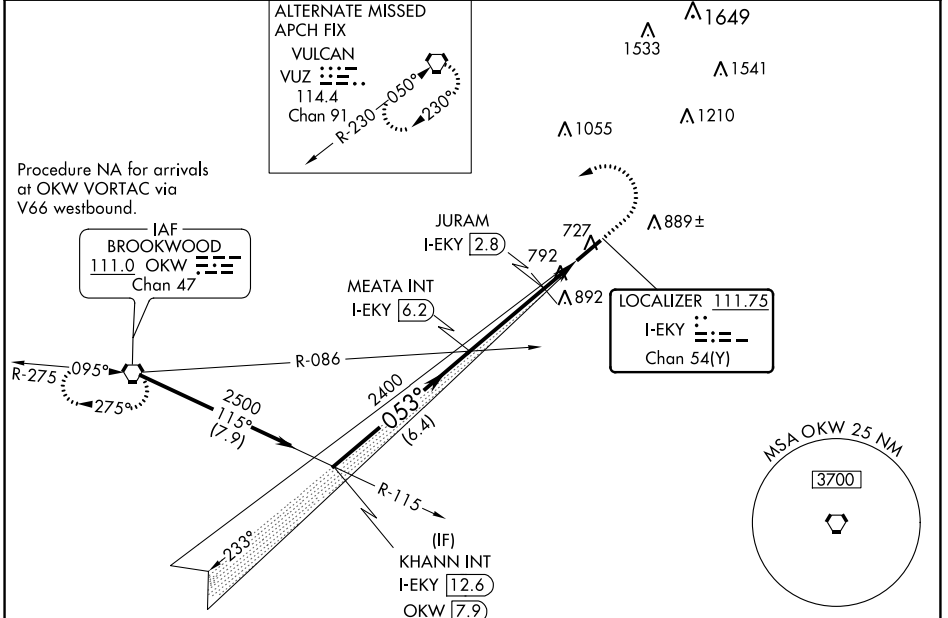 ALTERNATE MISSED
APCH FIX
VULCAN
VUZ
114.4
Chan 91
R-230
050°
230°
1649
1533
1541
1210
1055
889±
Procedure NA for arrivals
at OKW VORTAC via
V66 westbound.
IAF
BROOKWOOD
111.0 OKW
Chan 47
JURAM
I-EKY 2.8
727
792
892
MEATA INT
I-EKY 6.2
LOCALIZER 111.75
I-EKY
Chan 54(Y)
R-086
R-275
095°
275°
2500
115°
(7.9)
2400
053°
(6.4)
R-115
233°
(IF)
KHANN INT
I-EKY 12.6
OKW 7.9
MSA OKW 25 NM
3700